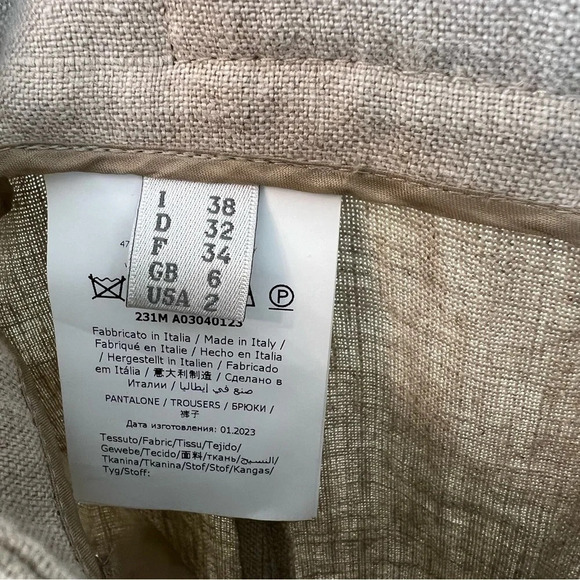 I 38
D 32
F 34
GB 6
USA 2
47
P
231M A03040123
Fabbricato in Italia / Made in Italy /
Fabriqué en Italie / Hecho en Italia
/ Hergestellt in Italien / Fabricado
em Itália / 意大利制造 / Сделано в
Италии / صنع في إيطاليا
PANTALONE / TROUSERS / БРЮКИ /
裤子
Дата изготовления: 01.2023
Tessuto/Fabric/Tissu/Tejido/
Gewebe/Tecido/面料/ткань/النسيج/
Tkanina/Tkanina/Stof/Stof/Kangas/
Tyg/Stoff: